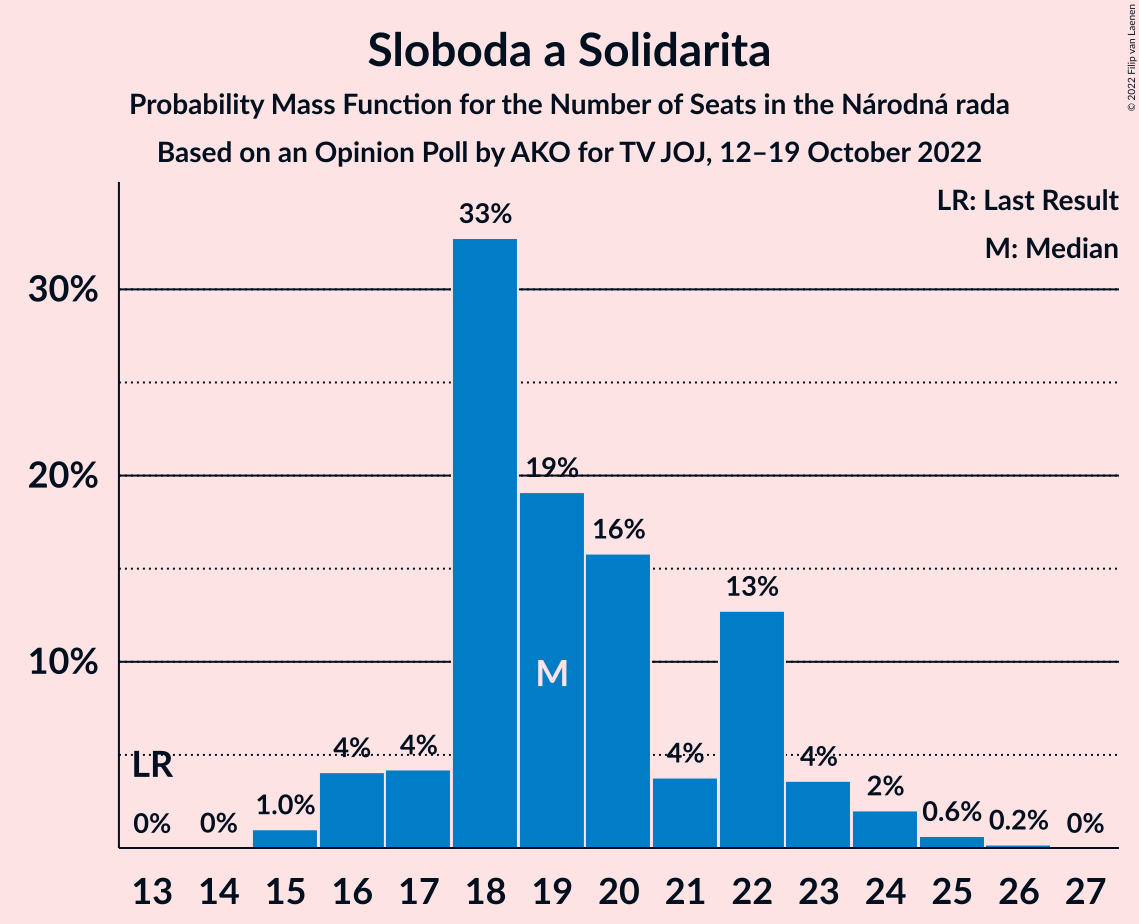 Sloboda a Solidarita
Probability Mass Function for the Number of Seats in the Národná rada
Based on an Opinion Poll by AKO for TV JOJ, 12–19 October 2022
© 2022 Filip van Laenen
LR: Last Result
M: Median
30%
20%
10%
0%
0%
1.0%
4%
4%
33%
19%
16%
4%
13%
4%
2%
0.6%
0.2%
0%
LR
M
13 14 15 16 17 18 19 20 21 22 23 24 25 26 27